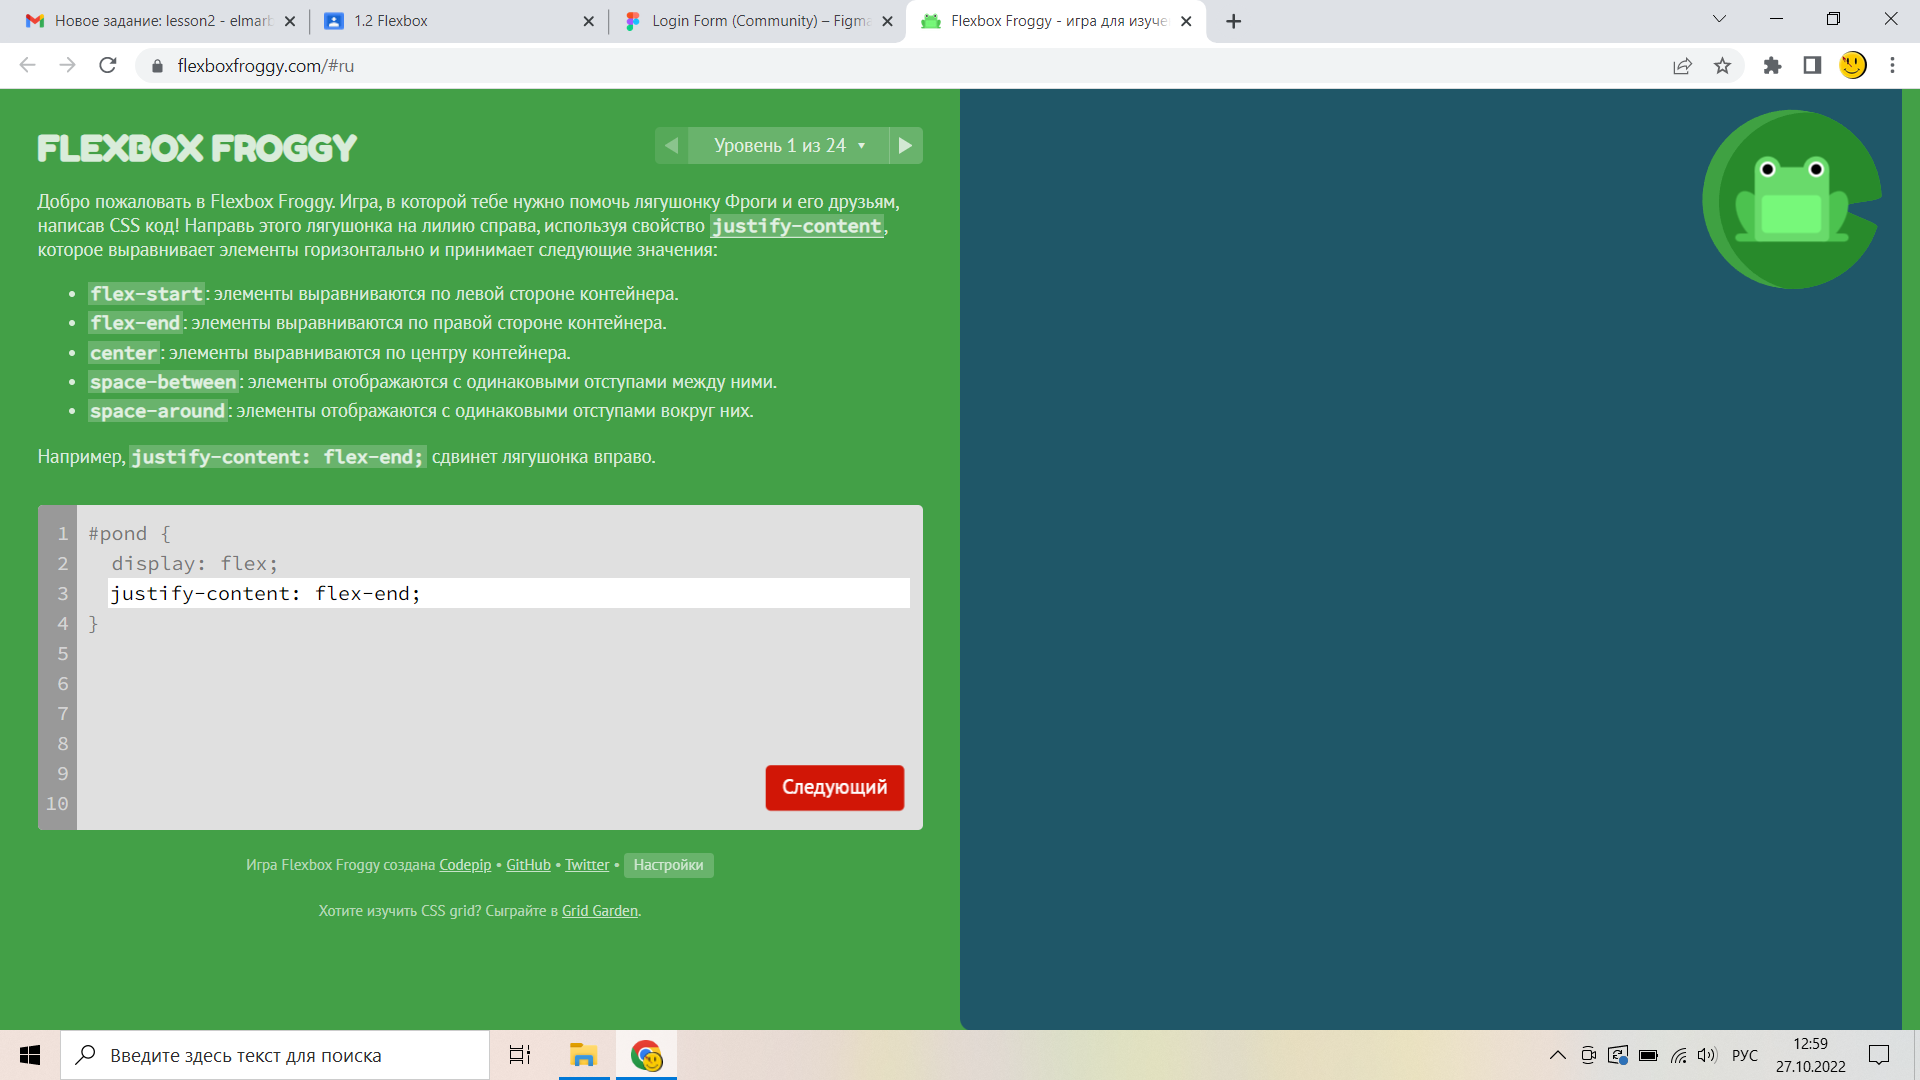 Новое задание: lesson2 - elmarb
1.2 Flexbox
Login Form (Community) – Figma
Flexbox Froggy - игра для изуче
flexboxfroggy.com/#ru
FLEXBOX FROGGY
Уровень 1 из 24 ▼
Добро пожаловать в Flexbox Froggy. Игра, в которой тебе нужно помочь лягушонку Фроги и его друзьям,
написав CSS код! Направь этого лягушонка на лилию справа, используя свойство justify-content,
которое выравнивает элементы горизонтально и принимает следующие значения:
• flex-start: элементы выравниваются по левой стороне контейнера.
• flex-end: элементы выравниваются по правой стороне контейнера.
• center: элементы выравниваются по центру контейнера.
• space-between: элементы отображаются с одинаковыми отступами между ними.
• space-around: элементы отображаются с одинаковыми отступами вокруг них.
Например, justify-content: flex-end; сдвинет лягушонка вправо.
1 #pond {
2 display: flex;
3 justify-content: flex-end;
4 }
5
6
7
8
9
10
Следующий
Игра Flexbox Froggy создана Codepip • GitHub • Twitter • Настройки
Хотите изучить CSS grid? Сыграйте в Grid Garden.
Введите здесь текст для поиска
РУС
12:59
27.10.2022